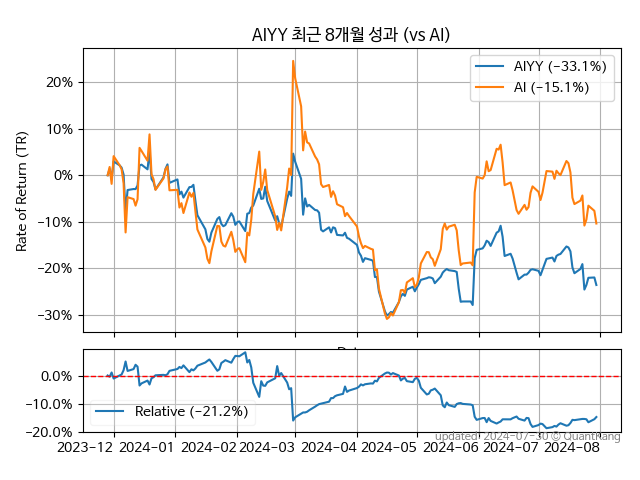 AIYY 최근 8개월 성과 (vs AI)
Rate of Return (TR)
20%
10%
0%
−10%
−20%
−30%
AIYY (−33.1%)
AI (−15.1%)
0.0%
−10.0%
−20.0%
Relative (−21.2%)
2023−12 2024−01 2024−02 2024−03 2024−04 2024−05 2024−06 2024−07 2024−08
updated: 2024−07−30 © Quantkang